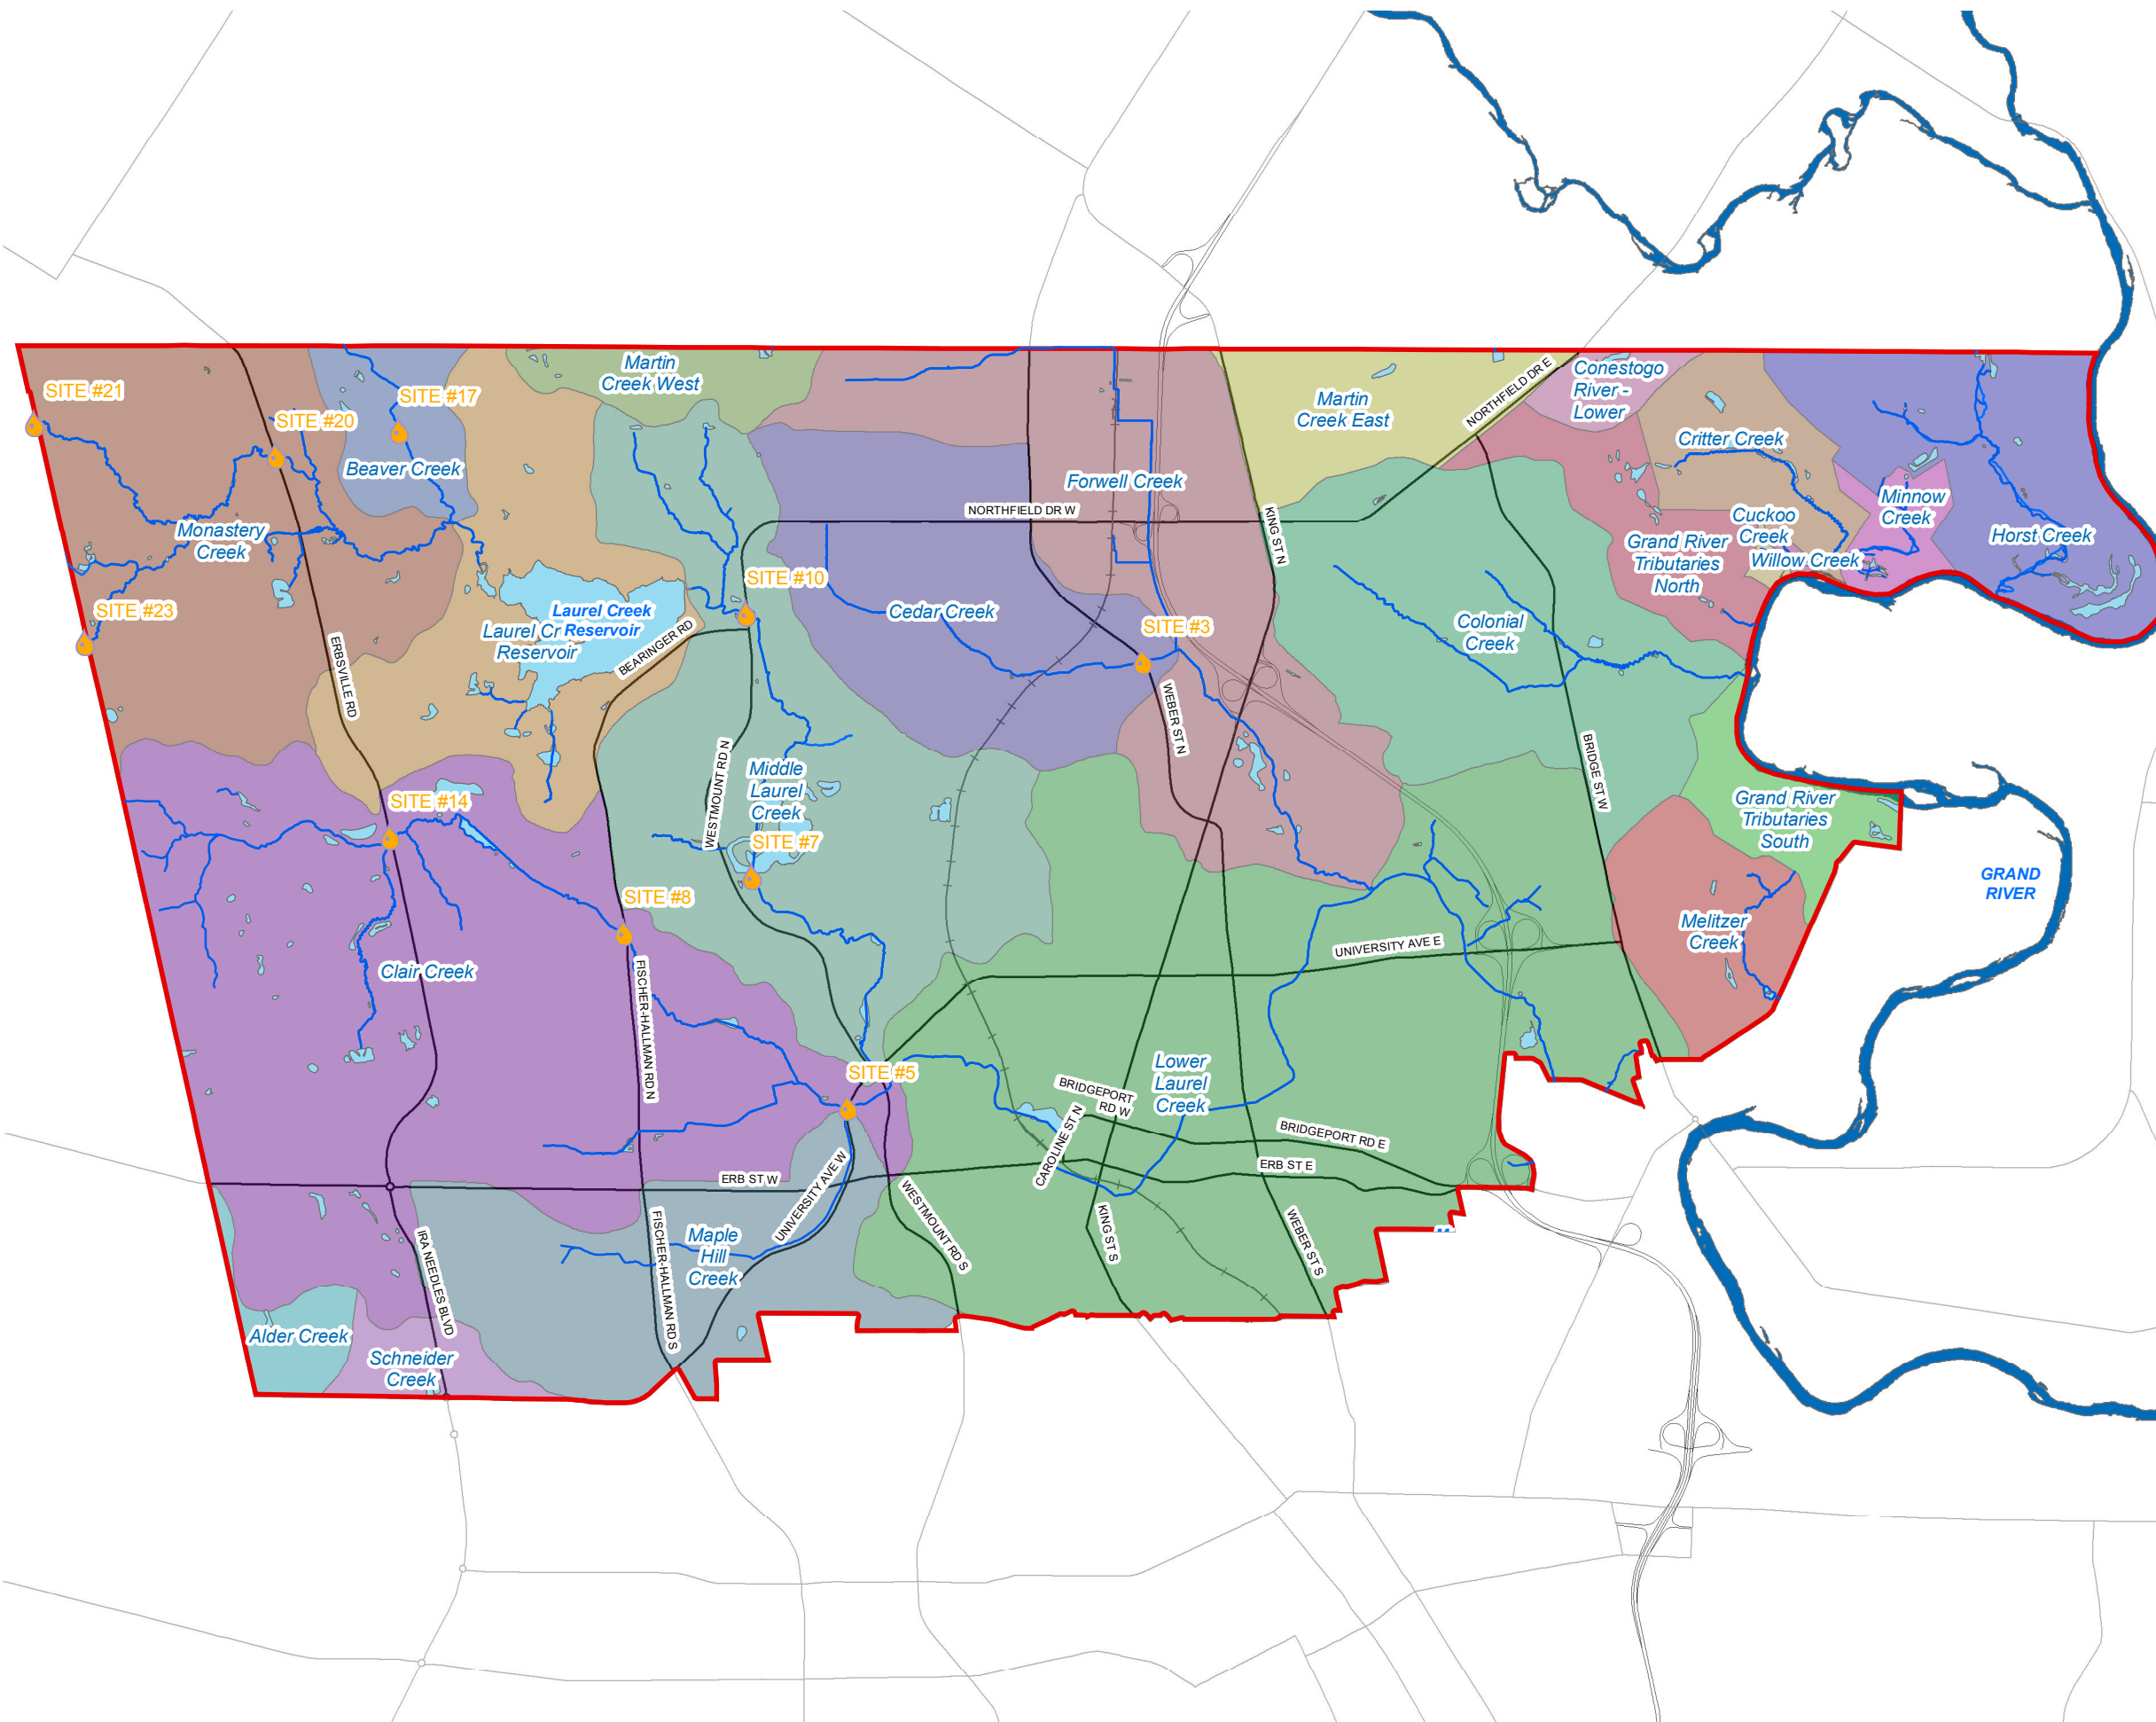 Martin
Creek West
Conestogo
River -
Lower
SITE #21
SITE #17
SITE #20
Martin
Creek East
NORTHFIELD DR E
Critter Creek
Beaver Creek
Forwell Creek
Minnow
Creek
NORTHFIELD DR W
KING ST N
Cuckoo
Creek
Monastery
Creek
Horst Creek
Grand River
Tributaries
North
Willow Creek
SITE #10
SITE #23
Laurel Creek
Reservoir
Laurel Cr
Reservoir
Cedar Creek
SITE #3
Colonial
Creek
BEARINGER RD
ERBSVILLE RD
WEBER ST N
Middle
Laurel
Creek
WESTMOUNT RD N
BRIDGE ST W
SITE #14
Grand River
Tributaries
South
SITE #7
GRAND
RIVER
SITE #8
Melitzer
Creek
UNIVERSITY AVE E
Clair Creek
FISCHER-HALLMAN RD N
SITE #5
Lower
Laurel
Creek
BRIDGEPORT
RD W
CAROLINE ST N
BRIDGEPORT RD E
ERB ST W
ERB ST E
UNIVERSITY AVE W
WESTMOUNT RD S
KING ST S
WEBER ST S
Maple
Hill
Creek
IRA NEEDLES BLVD
FISCHER-HALLMAN RD S
Alder Creek
Schneider
Creek